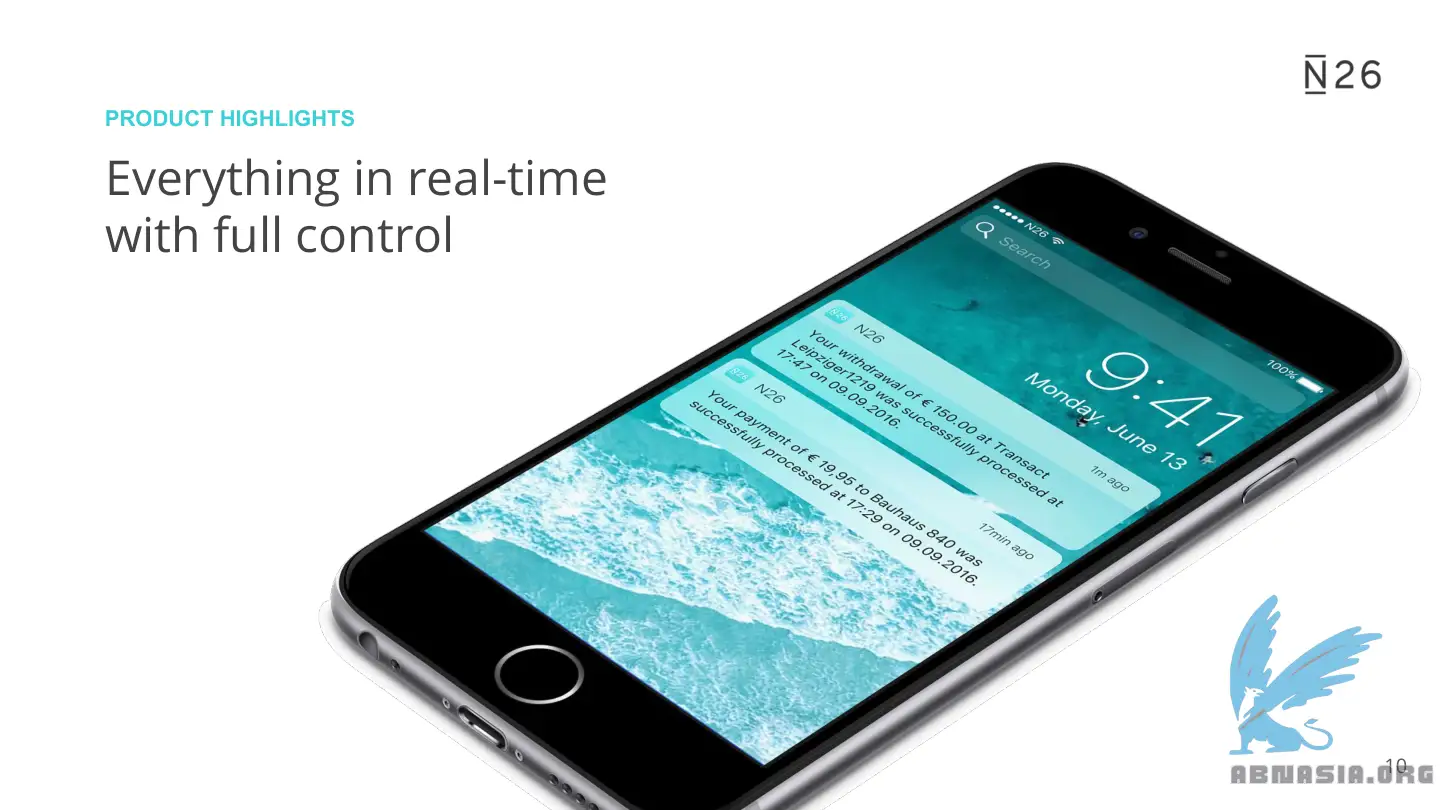 N26
PRODUCT HIGHLIGHTS
Everything in real-time
with full control
N26
100%
Search
9:41
Monday, June 13
N26
1m ago
Your withdrawal of € 150.00 at Transact
Leipziger1219 was successfully processed at
17:47 on 09.09.2016.
N26
17min ago
Your payment of € 19,95 to Bauhaus 840 was
successfully processed at 17:29 on 09.09.2016.
10
ABNASIA.ORG